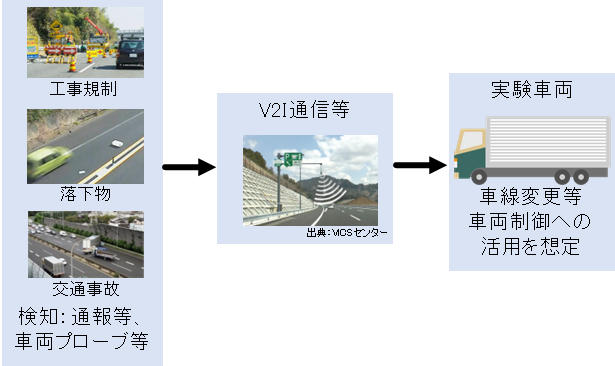 工事規制
落下物
交通事故
検知: 通報等、
車両プローブ等
V2I通信等
出典:MCSセンター
実験車両
車線変更等
車両制御への
活用を想定